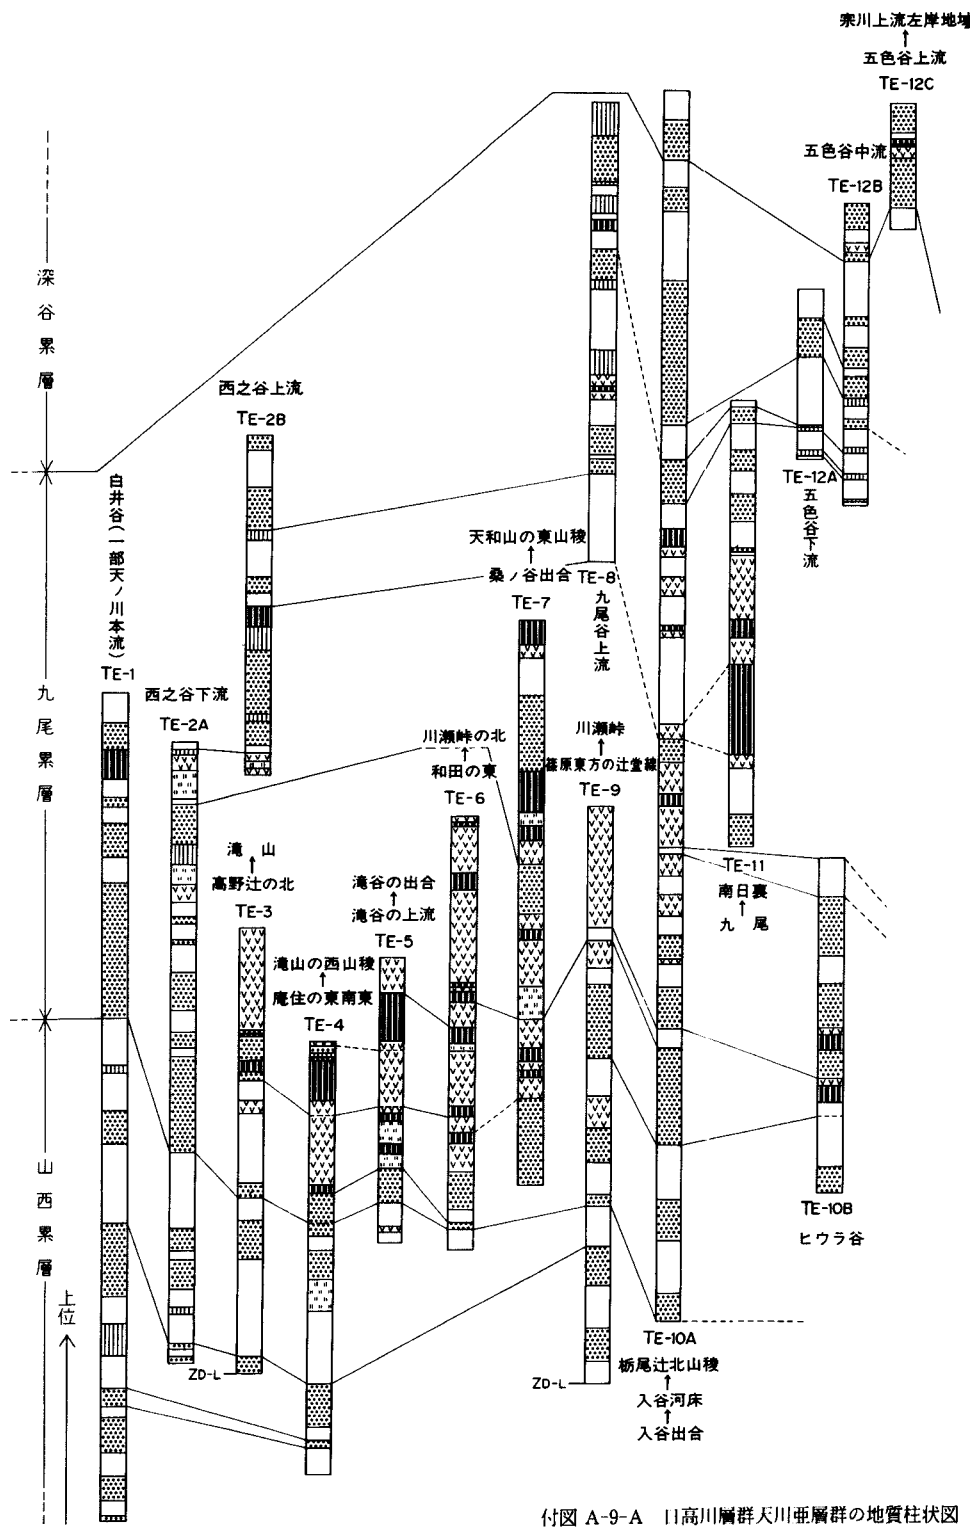 寒川上流左岸地域
↑
五色谷上流
TE-12C
五色谷中流
TE-12B
深谷累層
西之谷上流
TE-2B
白井谷(一部天ノ川本流)
TE-1
TE-12A
五色谷下流
天和山の東山稜
↑
桑ノ谷出合
TE-7
TE-8
九尾谷上流
九尾累層
西之谷下流
TE-2A
川瀬峠の北
↑
和田の東
TE-6
川瀬峠
↑
篠原東方の辻堂線
TE-9
滝山
↑
高野辻の北
TE-3
滝谷の出合
↑
滝谷の上流
TE-5
TE-11
南日裏
↑
九尾
滝山の西山稜
↑
庵住の東南東
TE-4
山西累層
上位
TE-10B
ヒウラ谷
ZD-L
ZD-L
TE-10A
栃尾辻北山稜
↑
入谷河床
↑
入谷出合
付図 A-9-A 日高川層群天川亜層群の地質柱状図